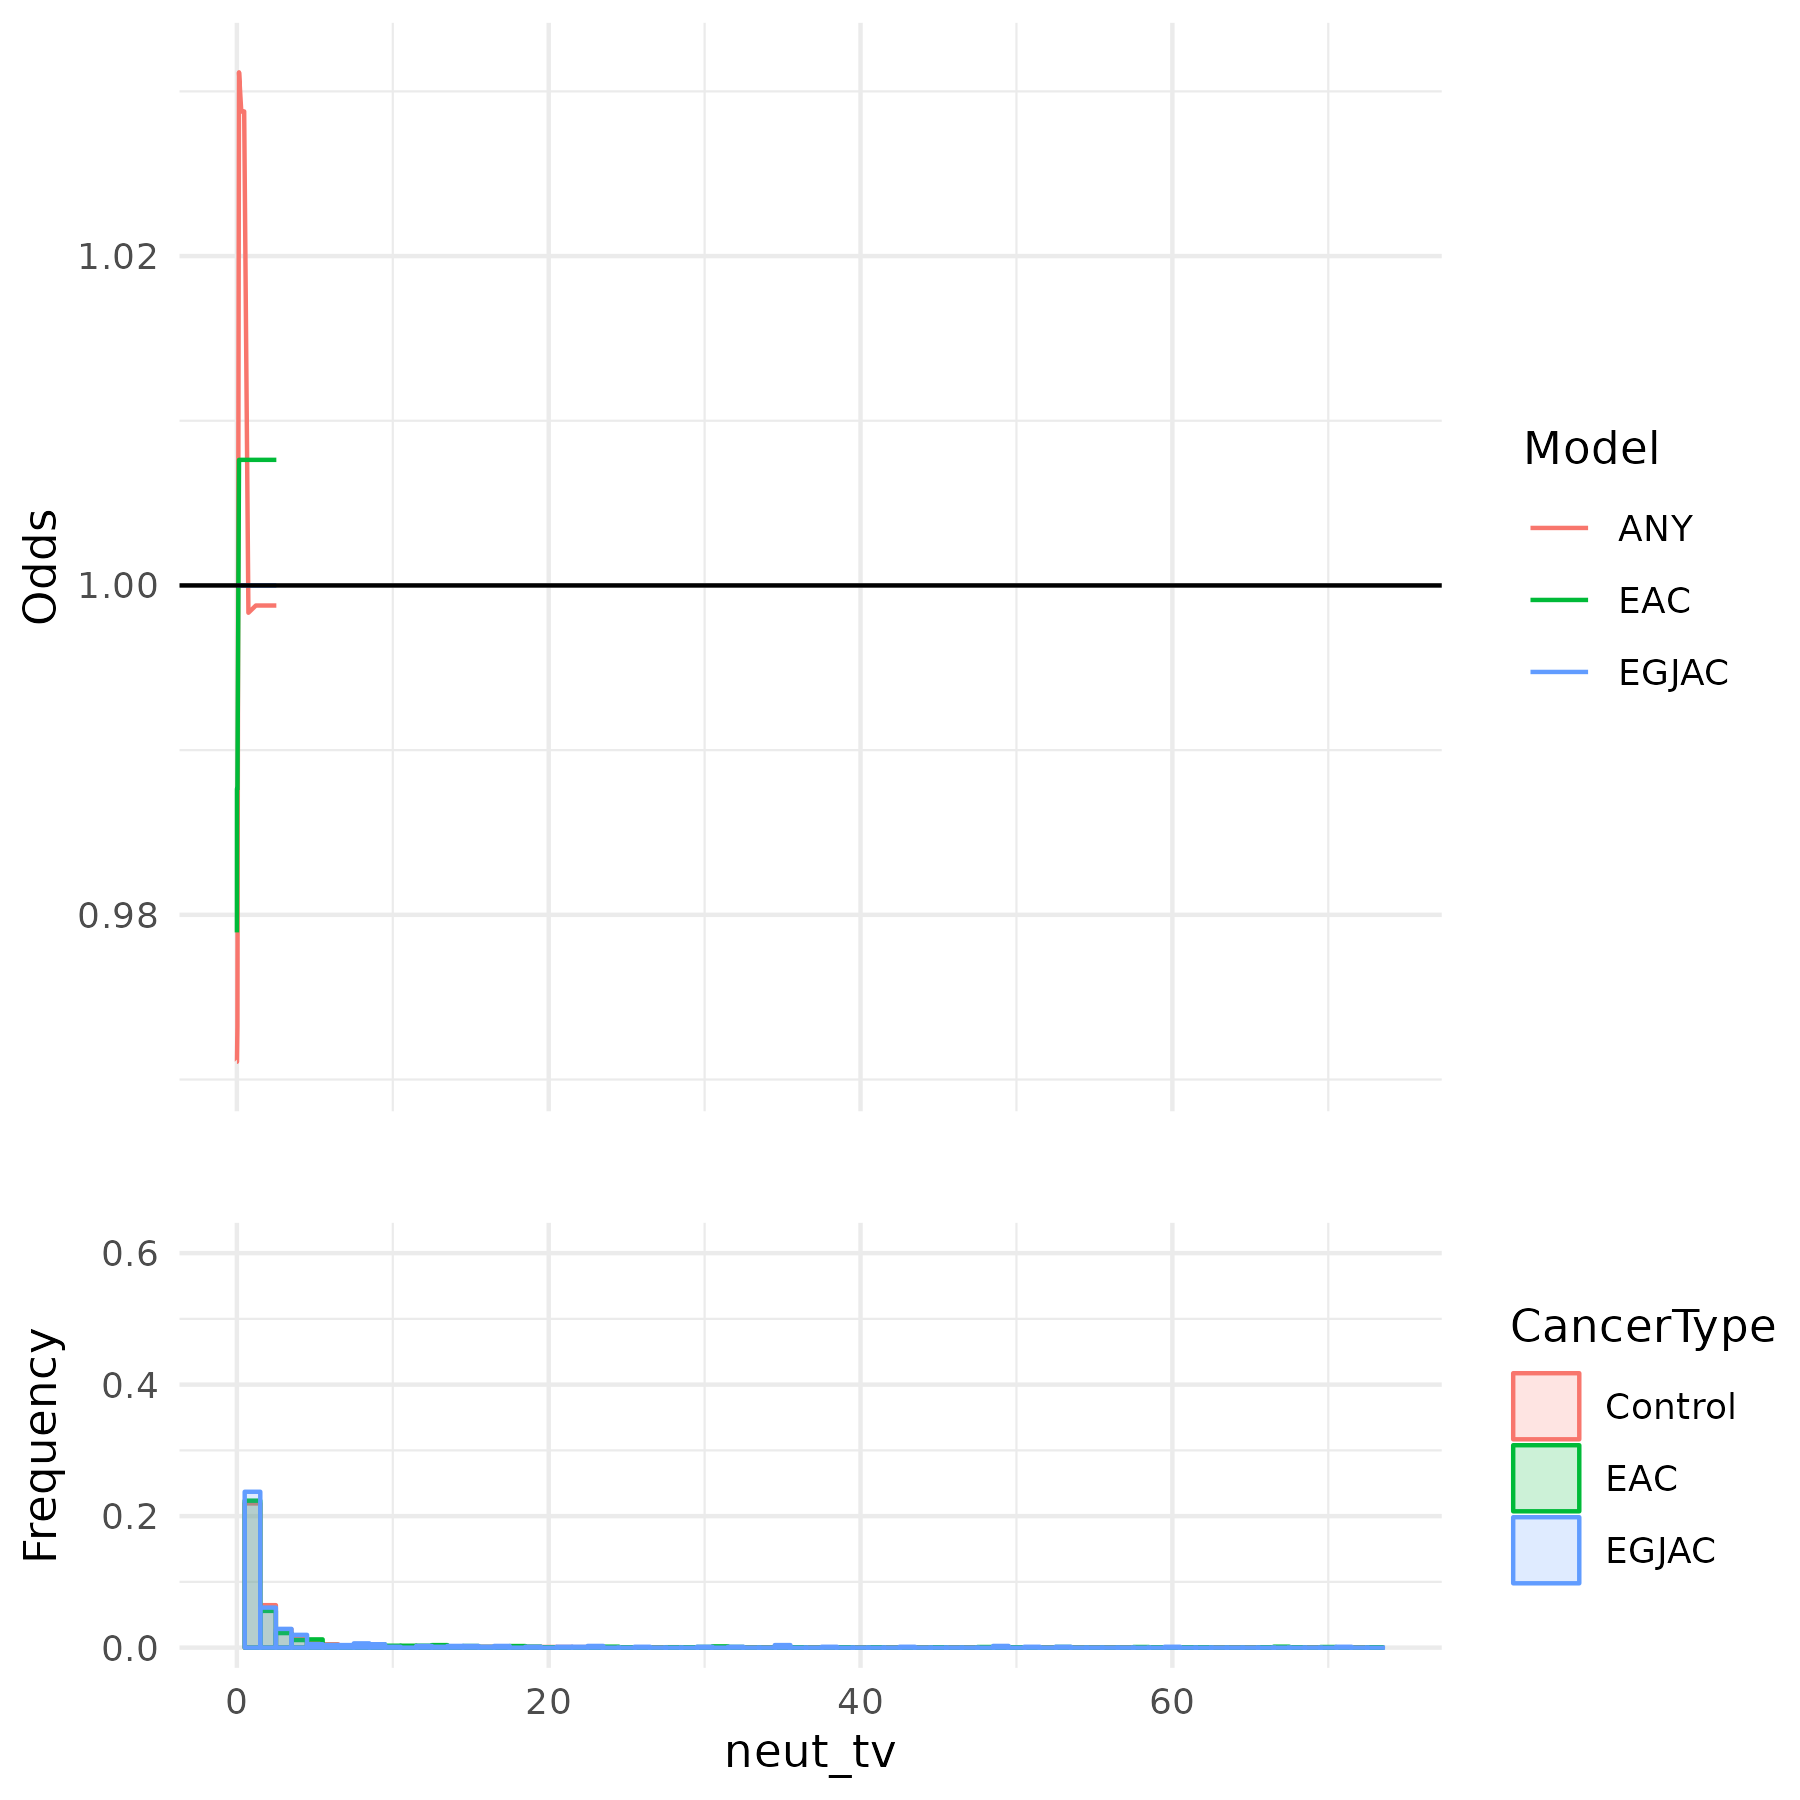 1.02
1.00
0.98
Odds
Model
ANY
EAC
EGJAC
0.6
0.4
0.2
0.0
Frequency
0
20
40
60
neut_tv
CancerType
Control
EAC
EGJAC